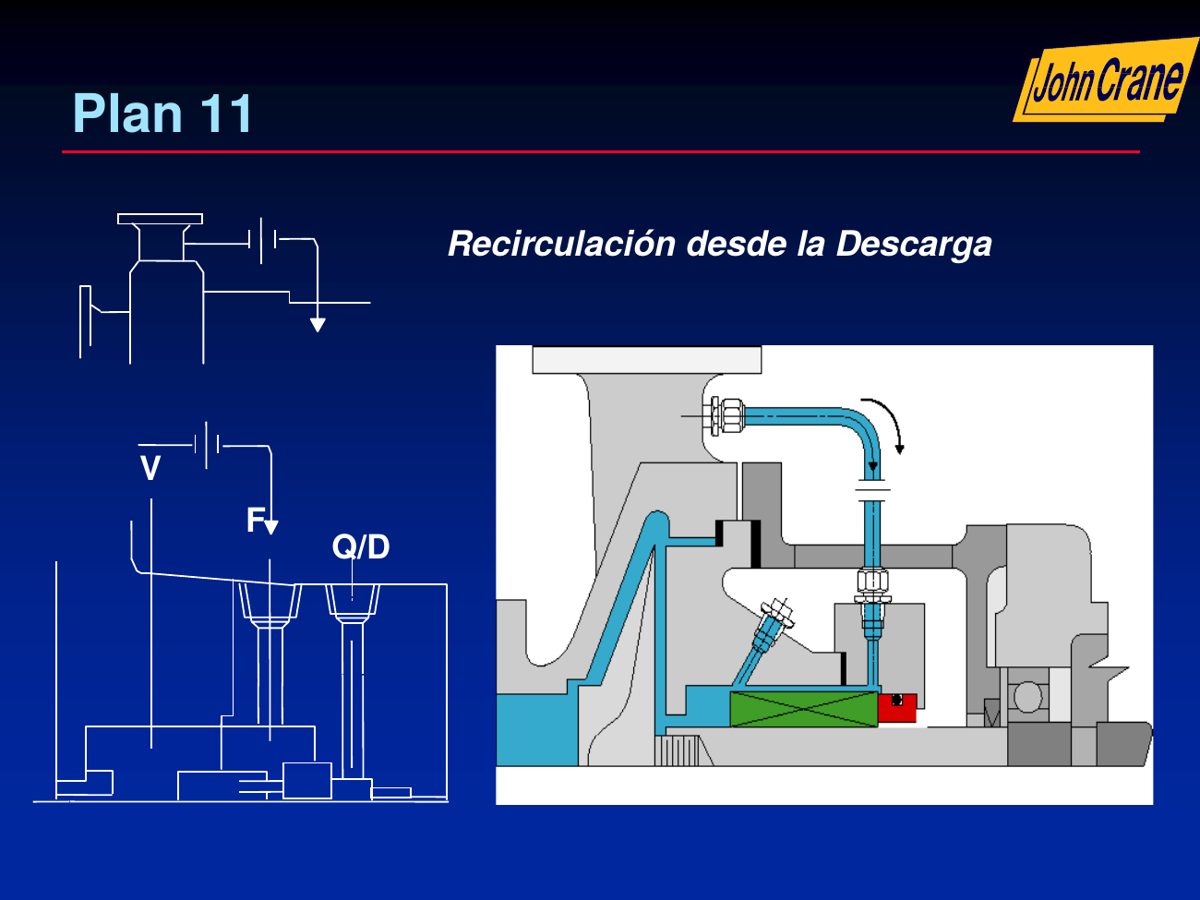 John Crane
Plan 11
Recirculación desde la Descarga
V
F
Q/D